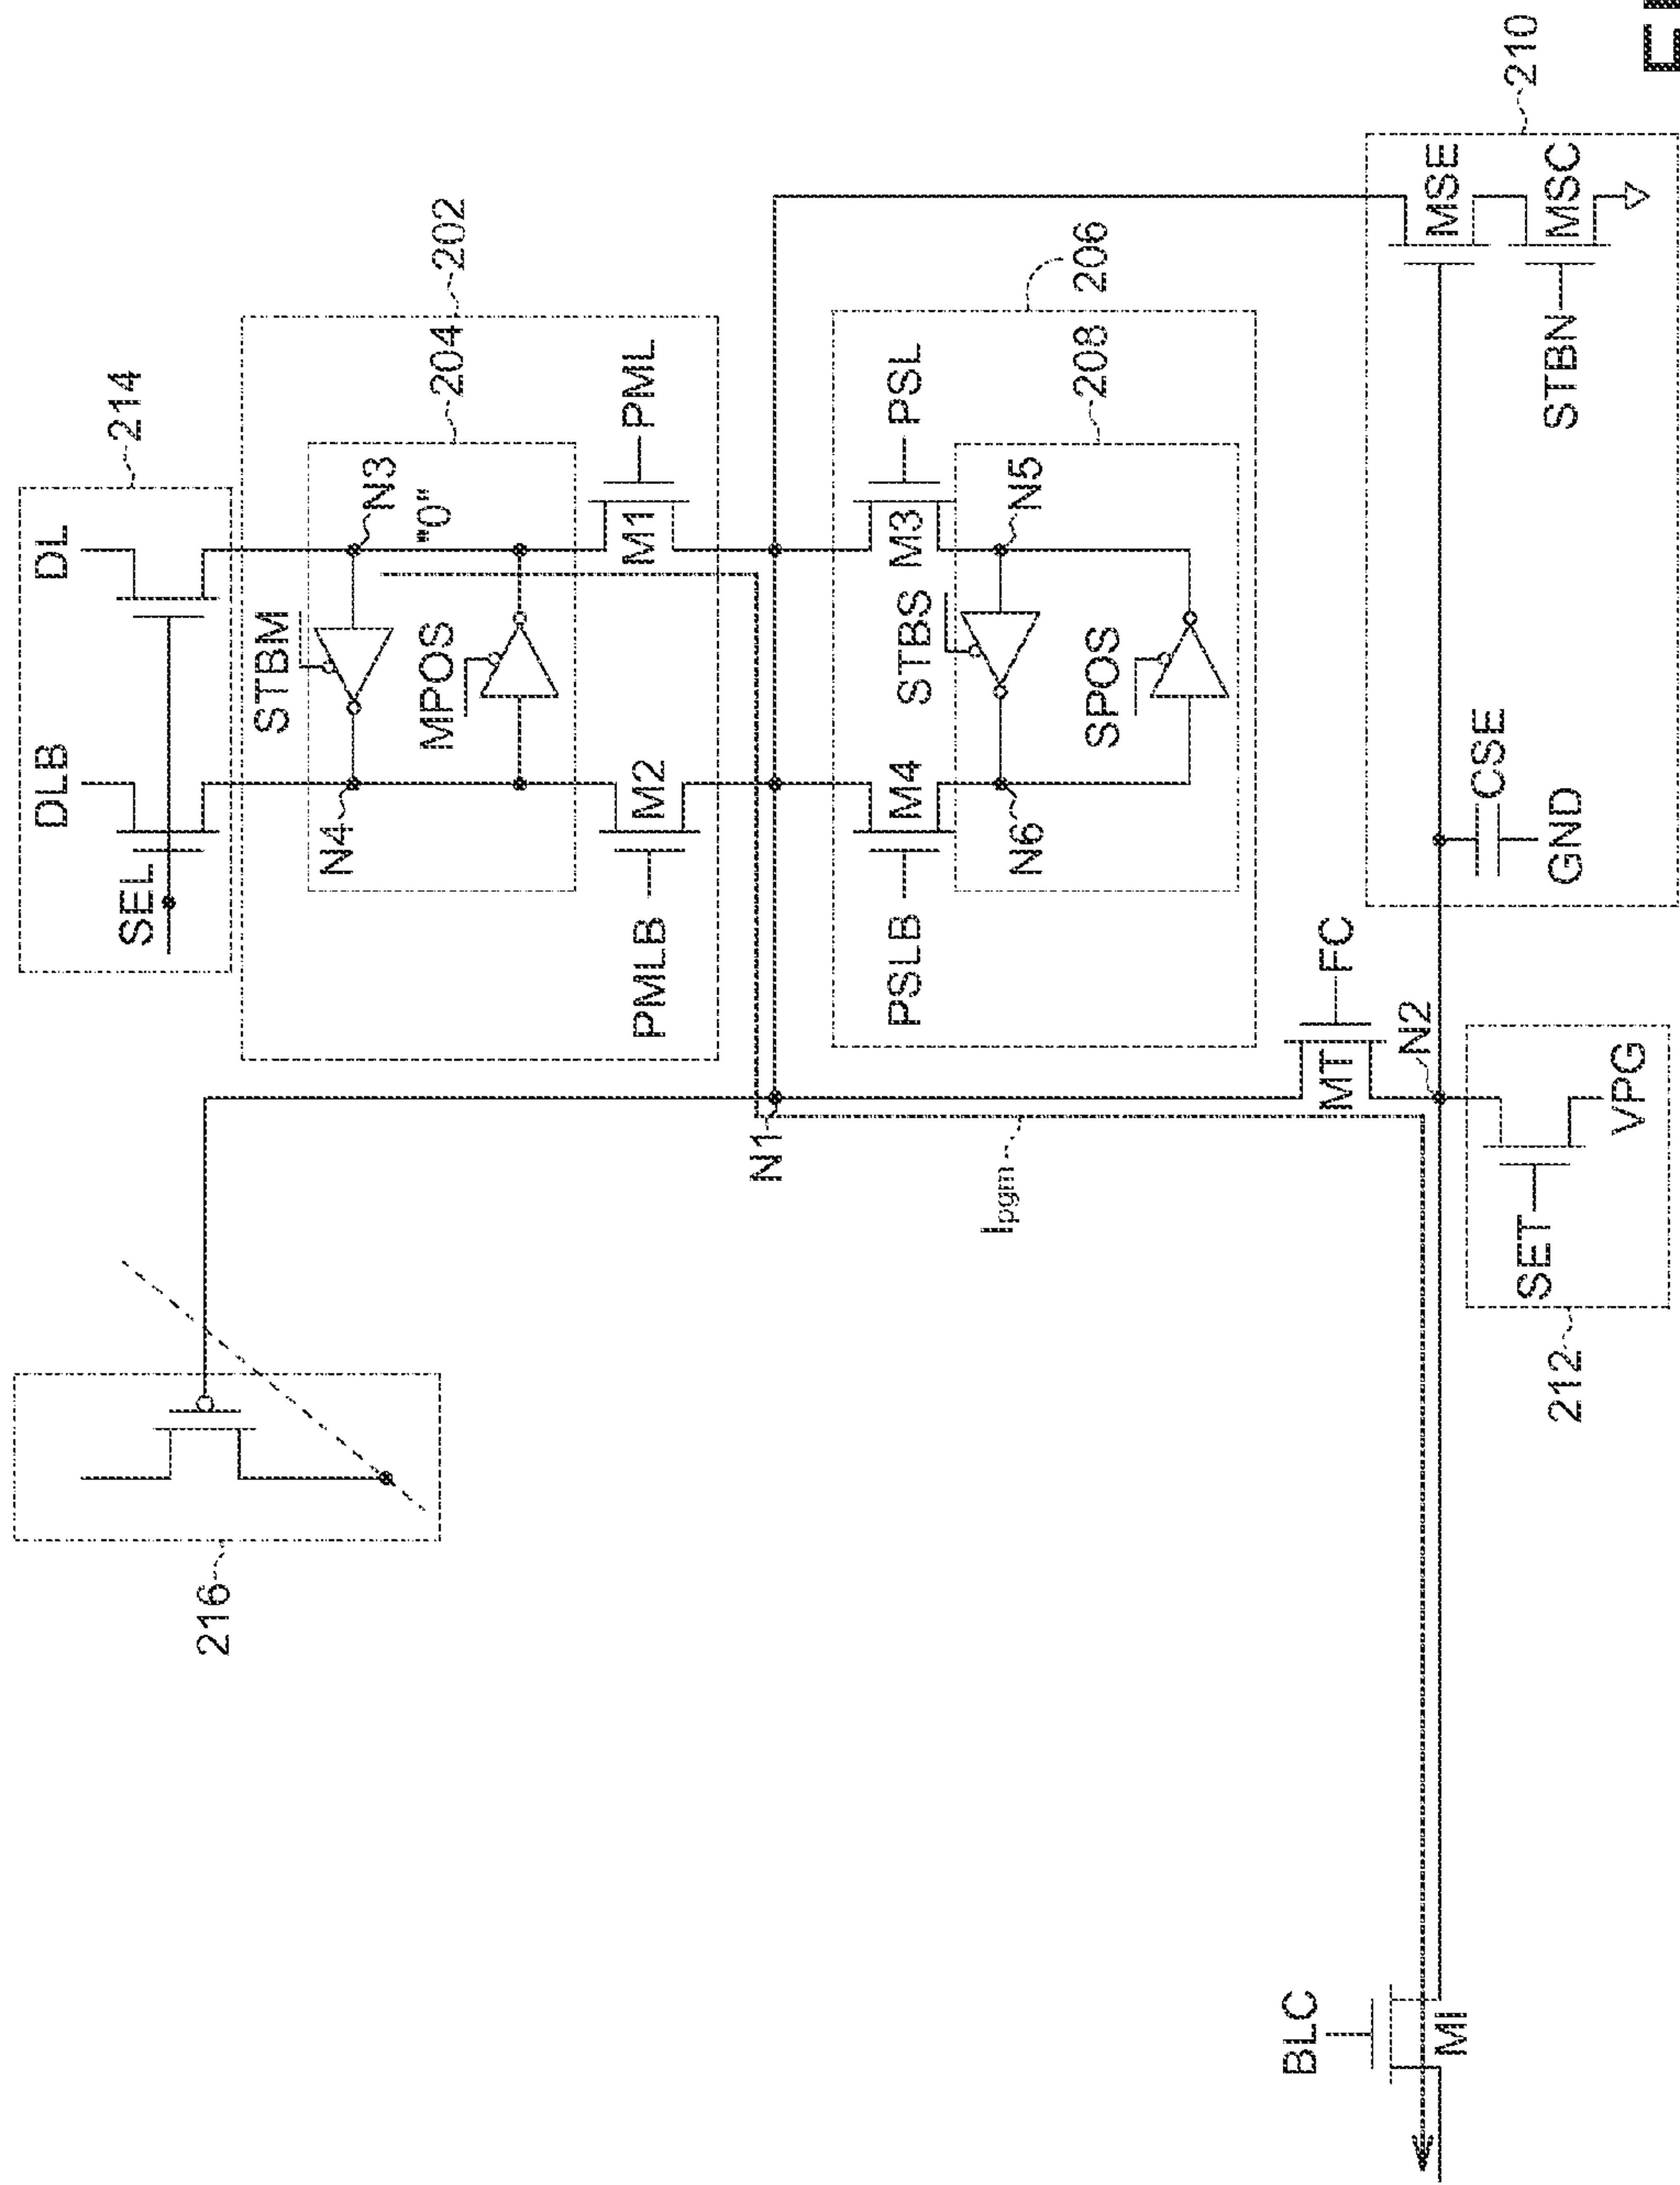 214
DLB
DL
SEL
202
204
STBM
N3
"0"
MPOS
N4
M1
PML
M2
PMLB
216
N1
206
M3
PSL
M4
PSLB
208
STBS
N5
SPOS
N6
Ipgm
MT
FC
N2
SET
VPG
212
BLC
MI
210
MSE
MSC
STBN
CSE
GND